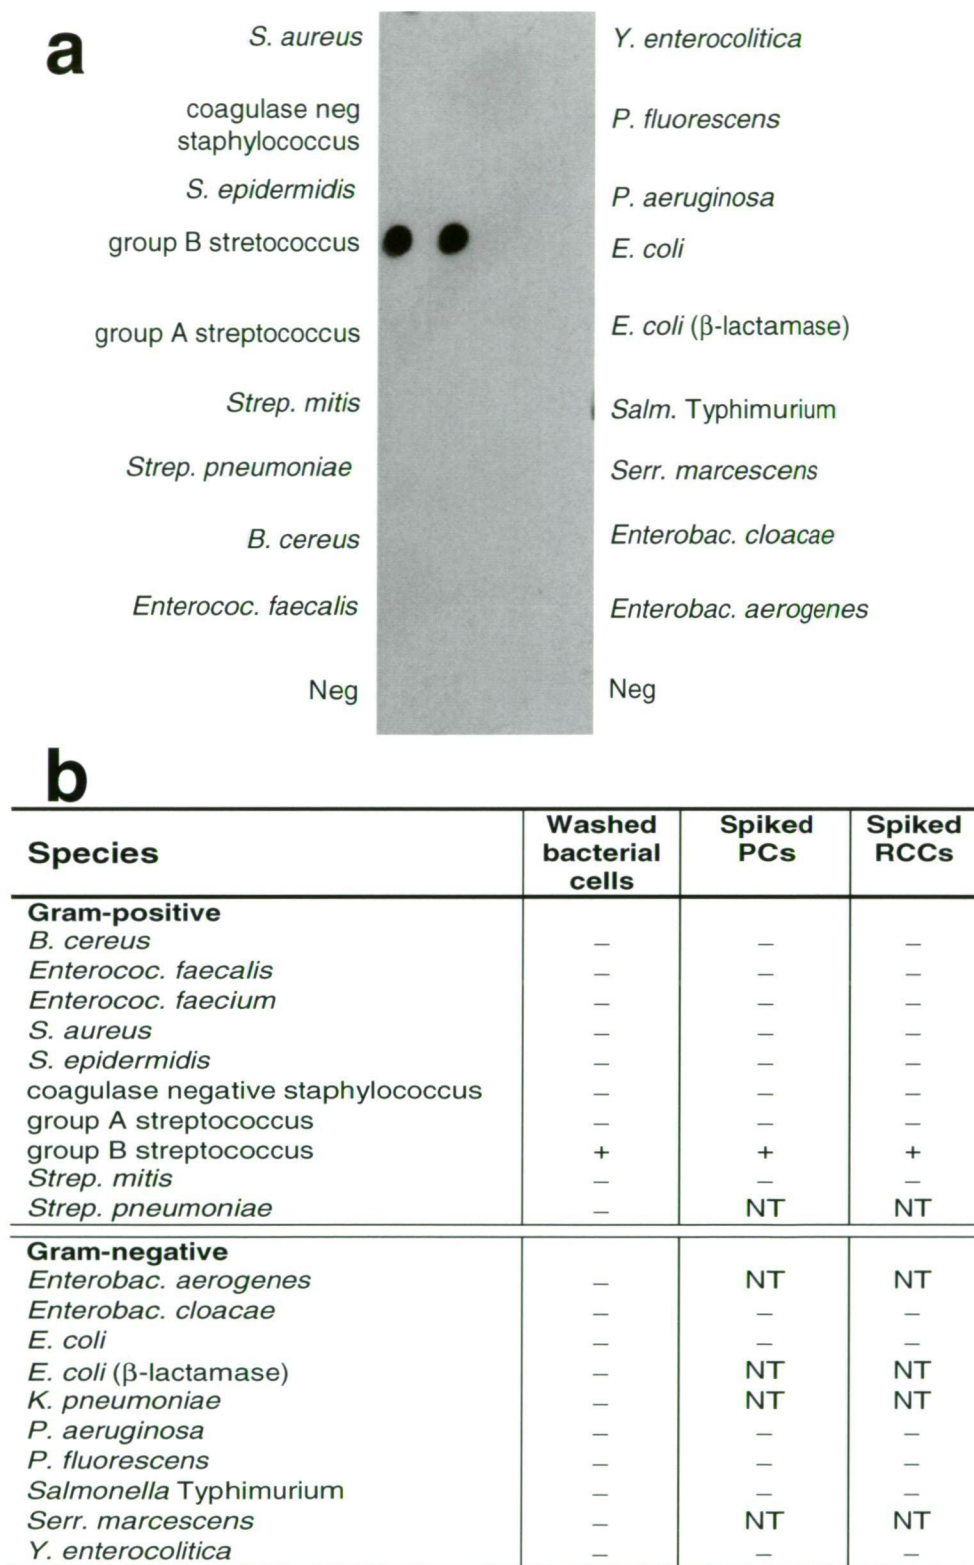 a
S. aureus
Y. enterocolitica
coagulase neg
staphylococcus
P. fluorescens
S. epidermidis
P. aeruginosa
group B stretococcus
E. coli
group A streptococcus
E. coli (β-lactamase)
Strep. mitis
Salm. Typhimurium
Strep. pneumoniae
Serr. marcescens
B. cereus
Enterobac. cloacae
Enterococ. faecalis
Enterobac. aerogenes
Neg
Neg
b
Species Washed bacterial cells Spiked PCs Spiked RCCs
Gram-positive
B. cereus – – –
Enterococ. faecalis – – –
Enterococ. faecium – – –
S. aureus – – –
S. epidermidis – – –
coagulase negative staphylococcus – – –
group A streptococcus – – –
group B streptococcus + + +
Strep. mitis – – –
Strep. pneumoniae – NT NT
Gram-negative
Enterobac. aerogenes – NT NT
Enterobac. cloacae – – –
E. coli – – –
E. coli (β-lactamase) – NT NT
K. pneumoniae – NT NT
P. aeruginosa – – –
P. fluorescens – – –
Salmonella Typhimurium – – –
Serr. marcescens – NT NT
Y. enterocolitica – – –